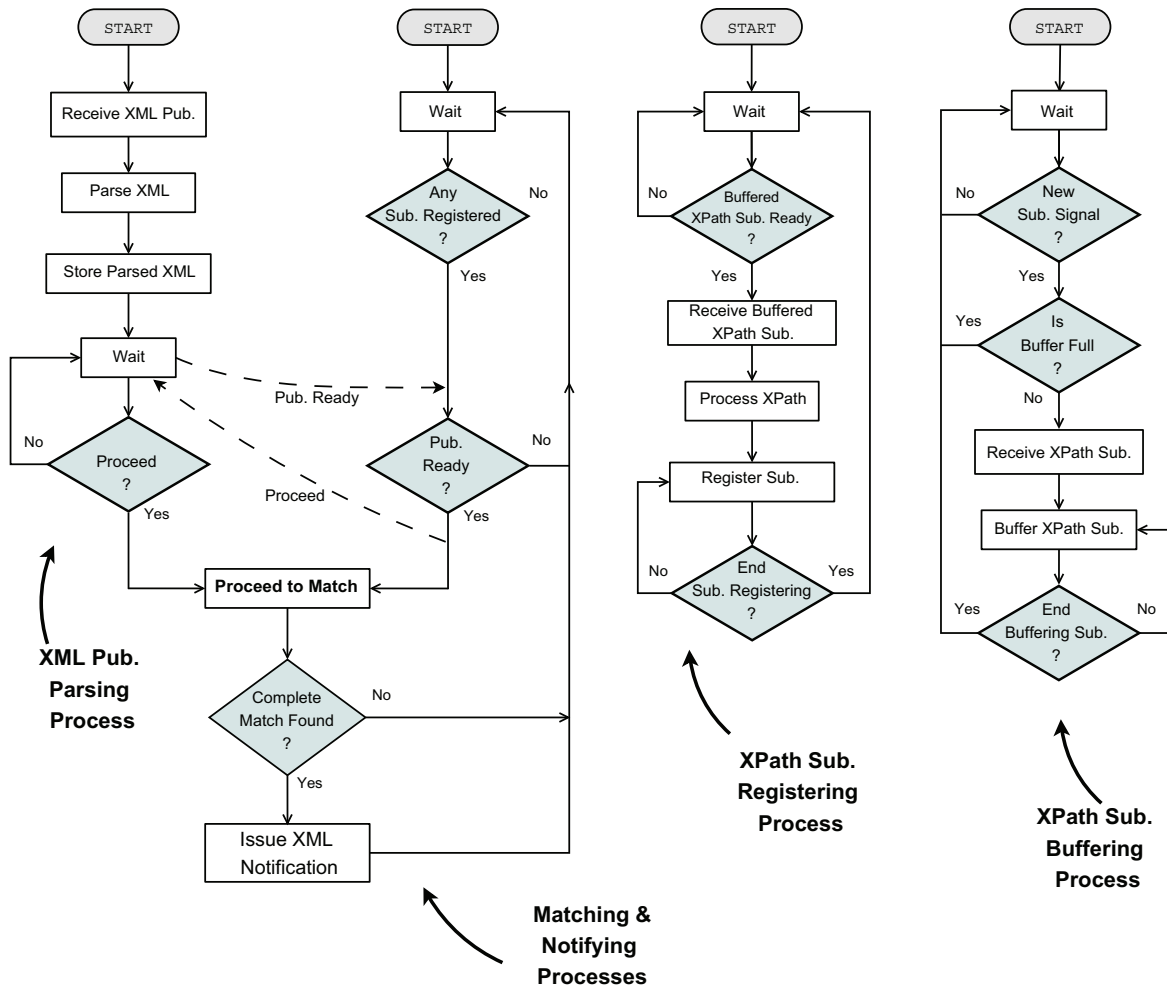 START
Receive XML Pub.
Parse XML
Store Parsed XML
Wait
No
Proceed
?
Yes
Pub. Ready
Proceed
START
Wait
Any
Sub. Registered
?
No
Yes
Pub.
Ready
?
No
Yes
Proceed to Match
Complete
Match Found
?
No
Yes
Issue XML
Notification
XML Pub.
Parsing
Process
Matching &
Notifying
Processes
START
Wait
No
Buffered
XPath Sub. Ready
?
Yes
Receive Buffered
XPath Sub.
Process XPath
Register Sub.
No
End
Sub. Registering
?
Yes
XPath Sub.
Registering
Process
START
Wait
No
New
Sub. Signal
?
Yes
Yes
Is
Buffer Full
?
No
Receive XPath Sub.
Buffer XPath Sub.
Yes
End
Buffering Sub.
?
No
XPath Sub.
Buffering
Process